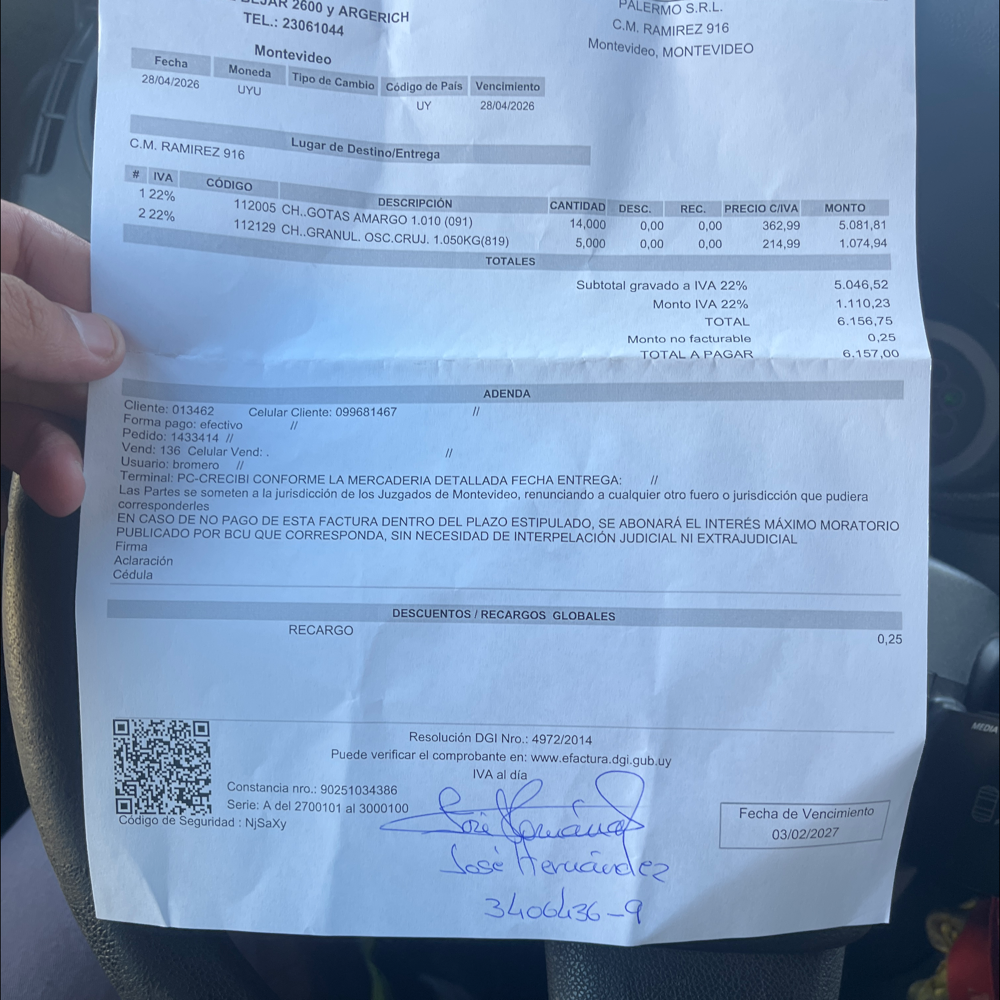 2600 y ARGERICH
TEL.: 23061044
PALERMO S.R.L.
C.M. RAMIREZ 916
Montevideo, MONTEVIDEO
Montevideo
Fecha Moneda Tipo de Cambio Código de País Vencimiento
28/04/2026 UYU UY 28/04/2026
Lugar de Destino/Entrega
C.M. RAMIREZ 916
# IVA CÓDIGO DESCRIPCIÓN CANTIDAD DESC. REC. PRECIO C/IVA MONTO
1 22% 112005 CH..GOTAS AMARGO 1.010 (091) 14,000 0,00 0,00 362,99 5.081,81
2 22% 112129 CH..GRANUL. OSC.CRUJ. 1.050KG(819) 5,000 0,00 0,00 214,99 1.074,94
TOTALES
Subtotal gravado a IVA 22% 5.046,52
Monto IVA 22% 1.110,23
TOTAL 6.156,75
Monto no facturable 0,25
TOTAL A PAGAR 6.157,00
ADENDA
Cliente: 013462 Celular Cliente: 099681467 //
Forma pago: efectivo //
Pedido: 1433414 //
Vend: 136 Celular Vend: . //
Usuario: bromero //
Terminal: PC-CRECIBI CONFORME LA MERCADERIA DETALLADA FECHA ENTREGA: //
Las Partes se someten a la jurisdicción de los Juzgados de Montevideo, renunciando a cualquier otro fuero o jurisdicción que pudiera
corresponderles
EN CASO DE NO PAGO DE ESTA FACTURA DENTRO DEL PLAZO ESTIPULADO, SE ABONARÁ EL INTERÉS MÁXIMO MORATORIO
PUBLICADO POR BCU QUE CORRESPONDA, SIN NECESIDAD DE INTERPELACIÓN JUDICIAL NI EXTRAJUDICIAL
Firma
Aclaración
Cédula
DESCUENTOS / RECARGOS GLOBALES
RECARGO 0,25
Resolución DGI Nro.: 4972/2014
Puede verificar el comprobante en: www.efactura.dgi.gub.uy
IVA al día
Constancia nro.: 90251034386
Serie: A del 2700101 al 3000100
Código de Seguridad : NjSaXy
Fecha de Vencimiento
03/02/2027
José Hernández
José Hernández
3406436-9
MEDIA